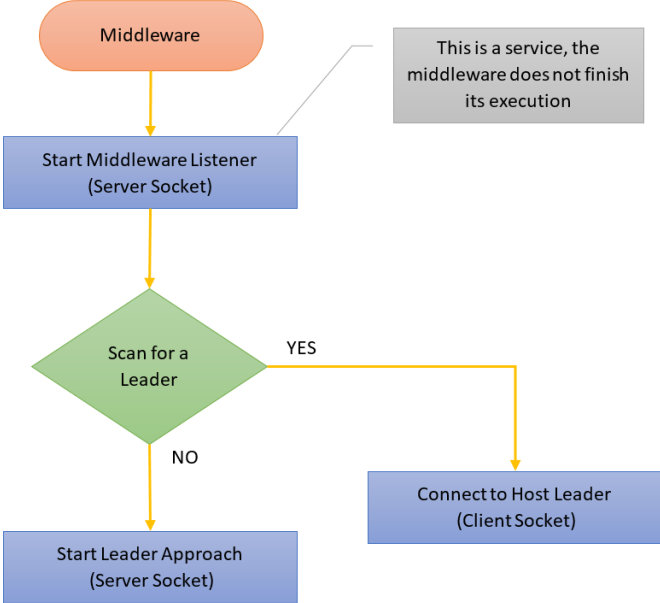 Middleware
This is a service, the
middleware does not finish
its execution
Start Middleware Listener
(Server Socket)
Scan for a
Leader
YES
NO
Connect to Host Leader
(Client Socket)
Start Leader Approach
(Server Socket)